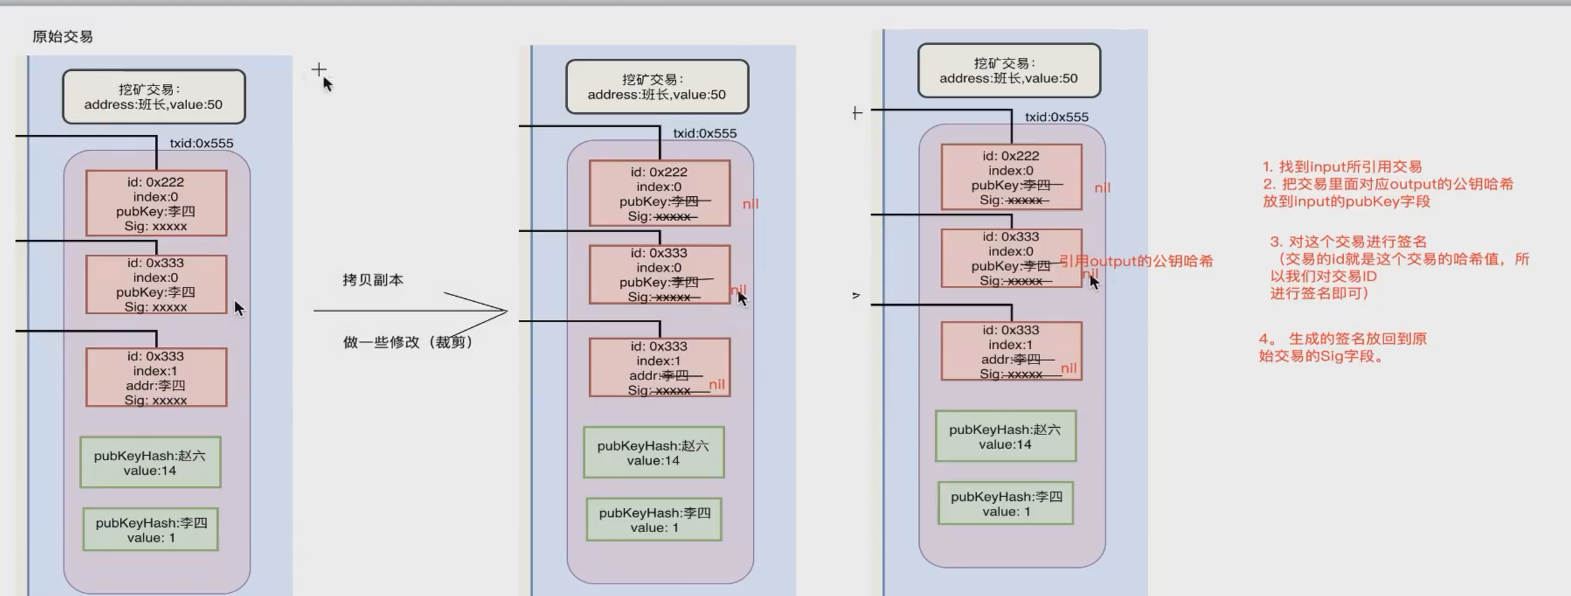 原始交易
挖矿交易：
address:班长,value:50
txid:0x555
id: 0x222
index:0
pubKey:李四
Sig: xxxxx
id: 0x333
index:0
pubKey:李四
Sig: xxxxx
id: 0x333
index:1
addr:李四
Sig: xxxxx
pubKeyHash:赵六
value:14
pubKeyHash:李四
value: 1
拷贝副本
做一些修改（裁剪）
挖矿交易：
address:班长,value:50
txid:0x555
id: 0x222
index:0
pubKey:李四
Sig: xxxxx
nil
id: 0x333
index:0
pubKey:李四
Sig: xxxxx
nil
id: 0x333
index:1
addr:李四
Sig: xxxxx
nil
pubKeyHash:赵六
value:14
pubKeyHash:李四
value: 1
挖矿交易：
address:班长,value:50
txid:0x555
id: 0x222
index:0
pubKey:李四
Sig: xxxxx
nil
id: 0x333
index:0
pubKey:李四
Sig: xxxxx
引用output的公钥哈希
nil
id: 0x333
index:1
addr:李四
Sig: xxxxx
nil
pubKeyHash:赵六
value:14
pubKeyHash:李四
value: 1
1. 找到input所引用交易
2. 把交易里面对应output的公钥哈希
放到input的pubKey字段
3. 对这个交易进行签名
（交易的id就是这个交易的哈希值，所
以我们对交易ID
进行签名即可）
4。 生成的签名放回到原
始交易的Sig字段。